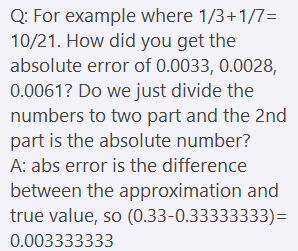 Q: For example where 1/3+1/7=
10/21. How did you get the
absolute error of 0.0033, 0.0028,
0.0061? Do we just divide the
numbers to two part and the 2nd
part is the absolute number?
A: abs error is the difference
between the approximation and
true value, so (0.33-0.33333333)=
0.003333333